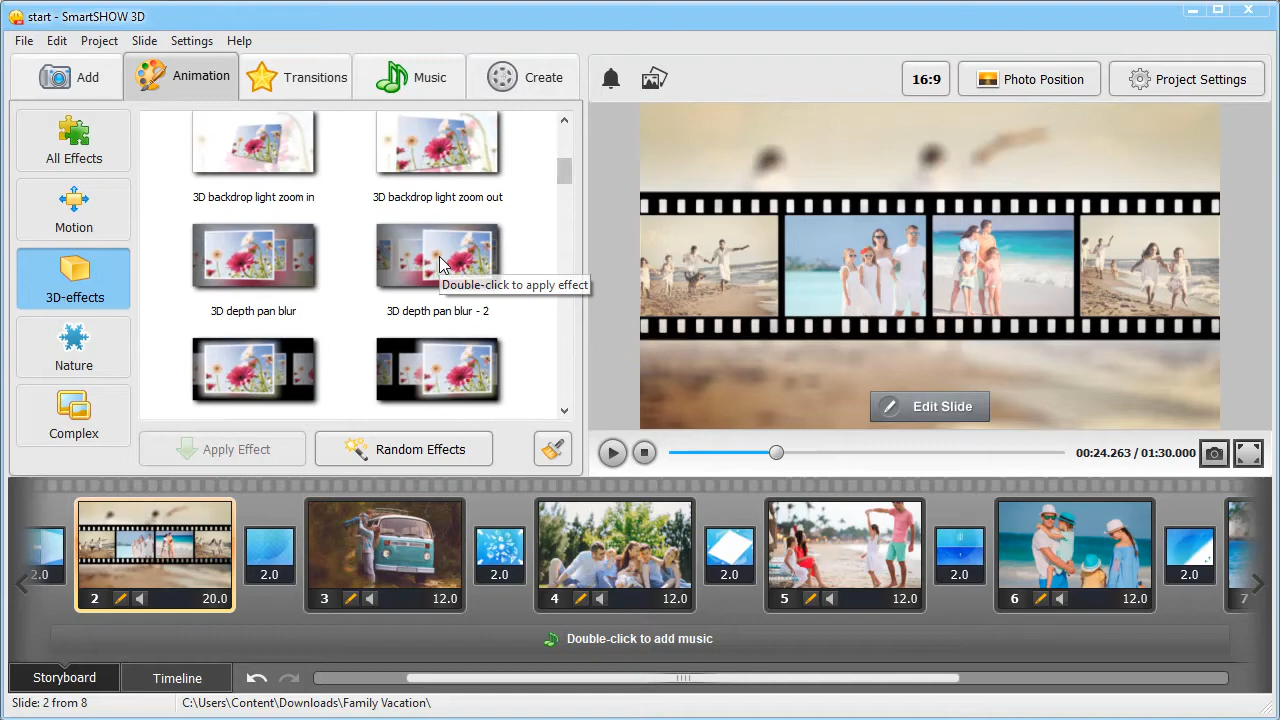 start - SmartSHOW 3D
File Edit Project Slide Settings Help
Add Animation Transitions Music Create
16:9 Photo Position Project Settings
All Effects
Motion
3D-effects
Nature
Complex
3D backdrop light zoom in 3D backdrop light zoom out
Double-click to apply effect
3D depth pan blur 3D depth pan blur - 2
Apply Effect Random Effects
Edit Slide
00:24.263 / 01:30.000
2.0 2.0 2.0 2.0 2.0 2.0
2 20.0 3 12.0 4 12.0 5 12.0 6 12.0 7
Double-click to add music
Storyboard Timeline
Slide: 2 from 8 C:\Users\Content\Downloads\Family Vacation\